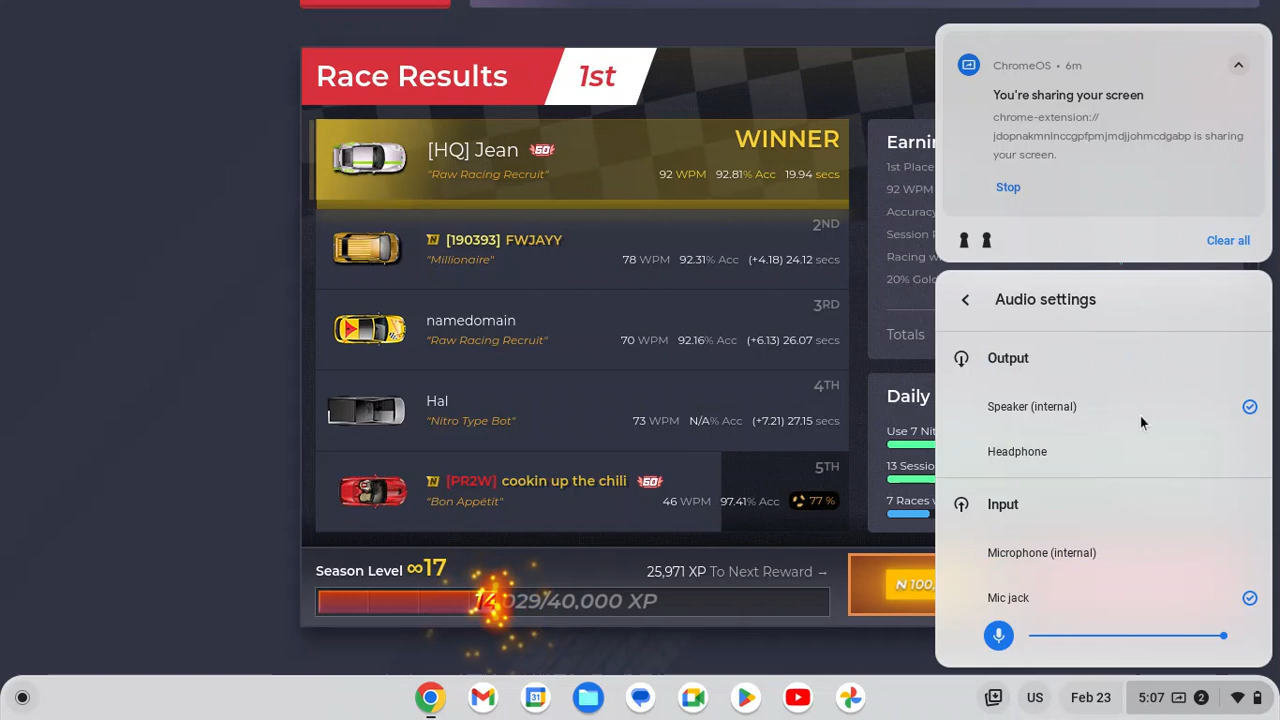 Race Results
1st
[HQ] Jean 60
"Raw Racing Recruit"
WINNER
92 WPM 92.81% Acc 19.94 secs
N [190393] FWJAYY
"Millionaire"
2ND
78 WPM 92.31% Acc (+4.18) 24.12 secs
namedomain
"Raw Racing Recruit"
3RD
70 WPM 92.16% Acc (+6.13) 26.07 secs
Hal
"Nitro Type Bot"
4TH
73 WPM N/A% Acc (+7.21) 27.15 secs
N [PR2W] cookin up the chili 60
"Bon Appétit"
5TH
46 WPM 97.41% Acc 77 %
Season Level ∞17
25,971 XP To Next Reward →
14,029/40,000 XP
Earnin
1st Place
92 WPM
Accuracy
Session
Racing w
20% Gol
Totals
Daily
Use 7 Nit
13 Sessio
7 Races
N 100,
ChromeOS • 6m
You're sharing your screen
chrome-extension://
jdopnakmnlnccgpfpmjmdjjohmcdgabp is sharing
your screen.
Stop
Clear all
Audio settings
Output
Speaker (internal)
Headphone
Input
Microphone (internal)
Mic jack
31
US
Feb 23
5:07
2